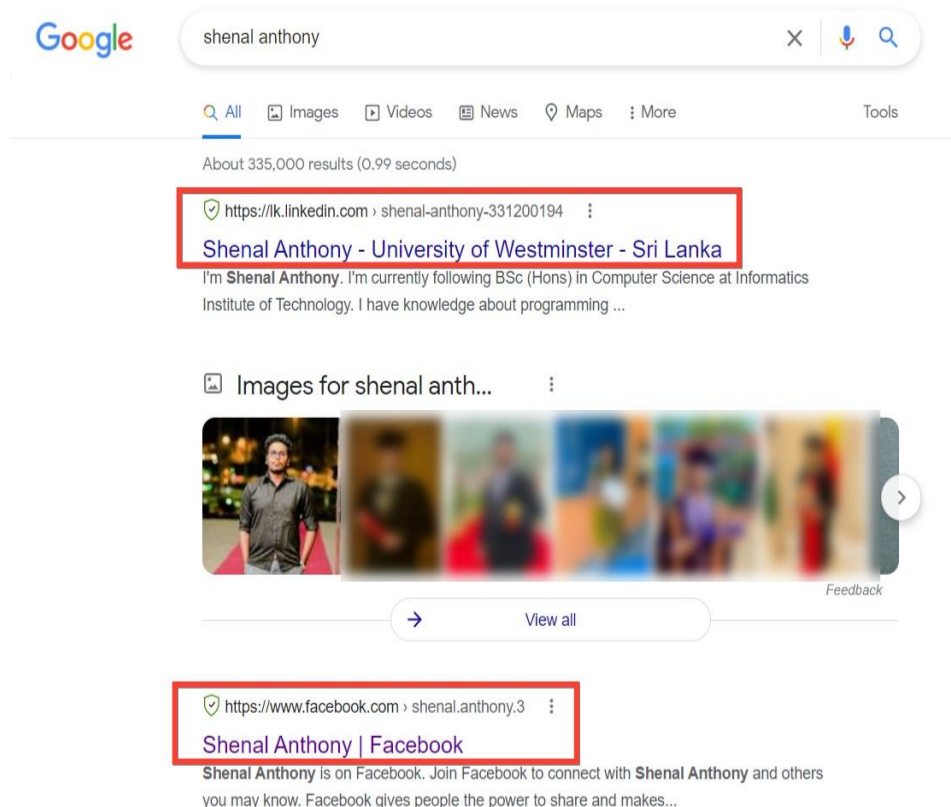 Google
shenal anthony
All Images Videos News Maps More Tools
About 335,000 results (0.99 seconds)
https://lk.linkedin.com › shenal-anthony-331200194
Shenal Anthony - University of Westminster - Sri Lanka
I'm Shenal Anthony. I'm currently following BSc (Hons) in Computer Science at Informatics
Institute of Technology. I have knowledge about programming ...
Images for shenal anth...
Feedback
View all
https://www.facebook.com › shenal.anthony.3
Shenal Anthony | Facebook
Shenal Anthony is on Facebook. Join Facebook to connect with Shenal Anthony and others
you may know. Facebook gives people the power to share and makes...